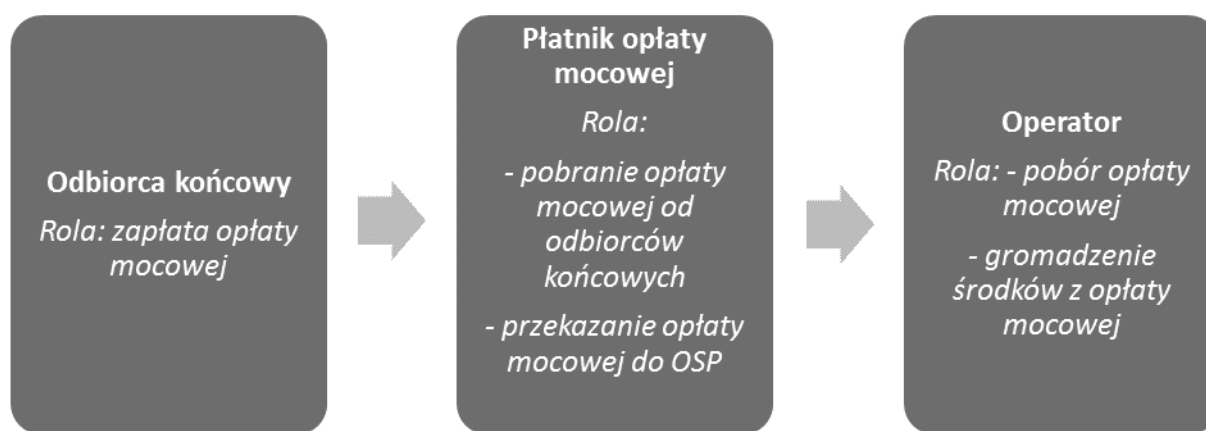 Odbiorca końcowy
Rola: zapłata opłaty
mocowej
Płatnik opłaty
mocowej
Rola:
- pobranie opłaty
mocowej od
odbiorców
końcowych
- przekazanie opłaty
mocowej do OSP
Operator
Rola: - pobór opłaty
mocowej
- gromadzenie
środków z opłaty
mocowej